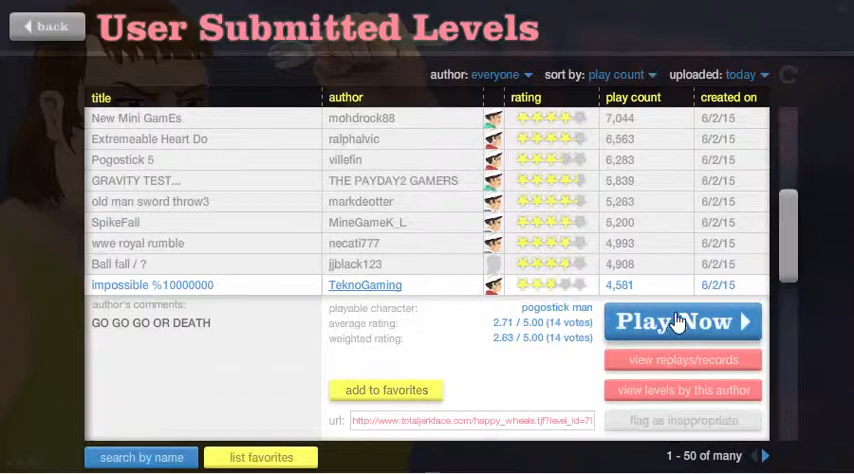 back
User Submitted Levels
author: everyone sort by: play count uploaded: today
title author rating play count created on
New Mini GamEs mohdrock88 7,044 6/2/15
Extremeable Heart Do ralphalvic 6,563 6/2/15
Pogostick 5 villefin 6,283 6/2/15
GRAVITY TEST... THE PAYDAY2 GAMERS 5,839 6/2/15
old man sword throw3 markdeotter 5,263 6/2/15
SpikeFall MineGameK_L 5,200 6/2/15
wwe royal rumble necati777 4,993 6/2/15
Ball fall / ? jjblack123 4,908 6/2/15
impossible %10000000 TeknoGaming 4,581 6/2/15
author's comments:
GO GO GO OR DEATH
playable character: pogostick man
average rating: 2.71 / 5.00 (14 votes)
weighted rating: 2.63 / 5.00 (14 votes)
Play Now
view replays/records
add to favorites
view levels by this author
url: http://www.totaljerkface.com/happy_wheels.tjf?level_id=7
flag as inappropriate
search by name list favorites 1 - 50 of many